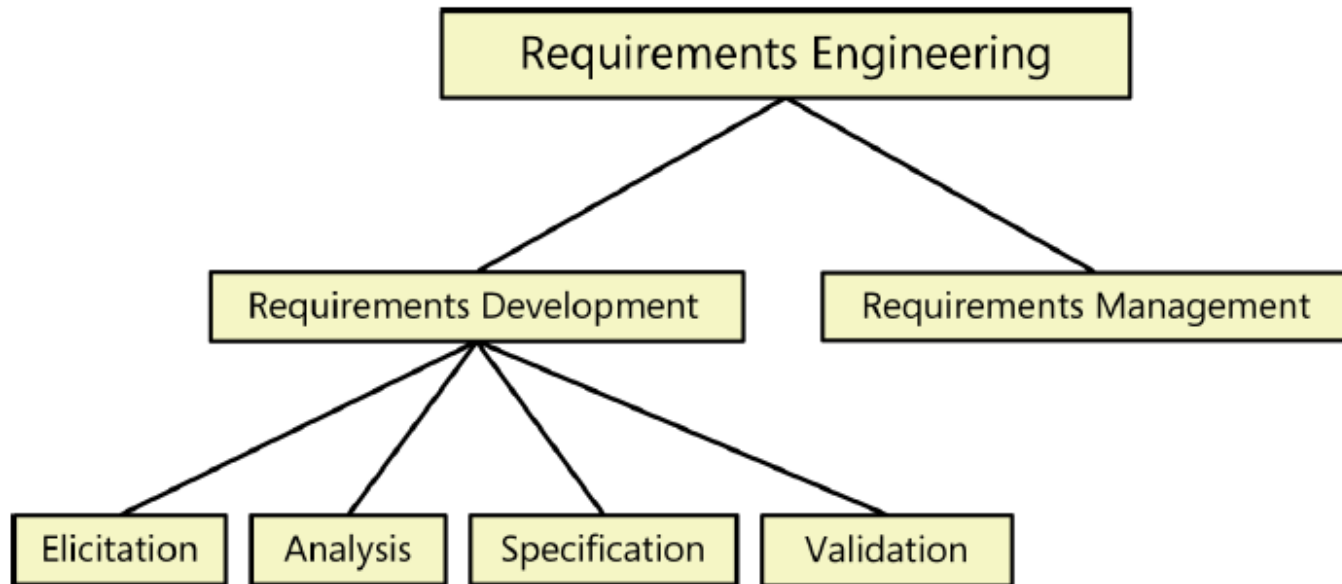 Requirements Engineering
Requirements Development
Requirements Management
Elicitation
Analysis
Specification
Validation